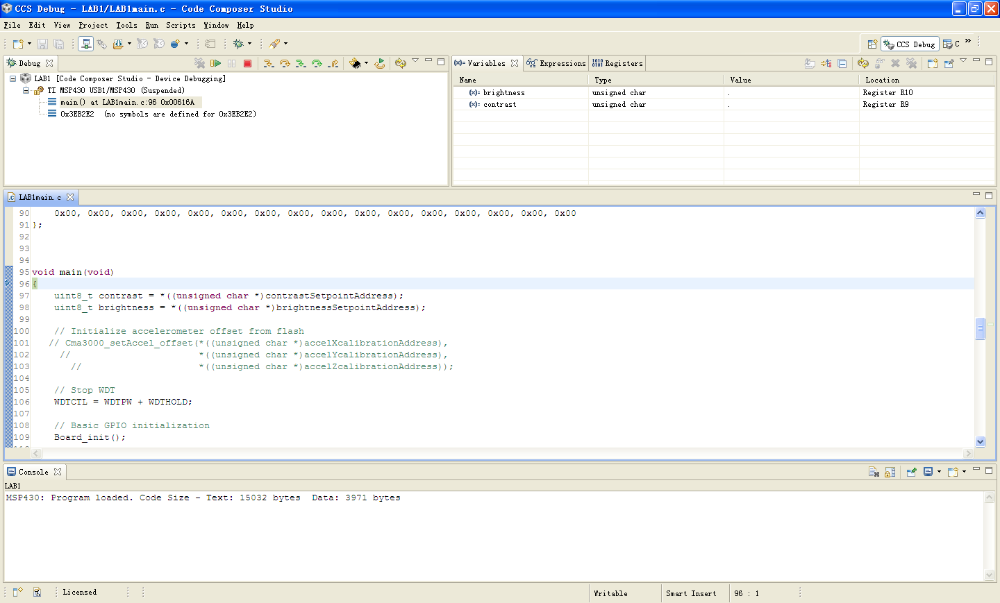 CCS Debug - LAB1/LAB1main.c - Code Composer Studio
File Edit View Project Tools Run Scripts Window Help
CCS Debug C »
Debug
LAB1 [Code Composer Studio - Device Debugging]
TI MSP430 USB1/MSP430 (Suspended)
main() at LAB1main.c:96 0x00616A
0x3EB2E2 (no symbols are defined for 0x3EB2E2)
(x)= Variables Expressions 1010 0101 Registers
Name Type Value Location
(x)= brightness unsigned char . Register R10
(x)= contrast unsigned char . Register R9
LAB1main.c
90 0x00, 0x00, 0x00, 0x00, 0x00, 0x00, 0x00, 0x00, 0x00, 0x00, 0x00, 0x00, 0x00, 0x00, 0x00, 0x00
91 };
92
93
94
95 void main(void)
96 {
97 uint8_t contrast = *((unsigned char *)contrastSetpointAddress);
98 uint8_t brightness = *((unsigned char *)brightnessSetpointAddress);
99
100 // Initialize accelerometer offset from flash
101 // Cma3000_setAccel_offset(*((unsigned char *)accelXcalibrationAddress),
102 // *((unsigned char *)accelYcalibrationAddress),
103 // *((unsigned char *)accelZcalibrationAddress));
104
105 // Stop WDT
106 WDTCTL = WDTPW + WDTHOLD;
107
108 // Basic GPIO initialization
109 Board_init();
Console
LAB1
MSP430: Program loaded. Code Size - Text: 15032 bytes Data: 3971 bytes
Licensed Writable Smart Insert 96 : 1